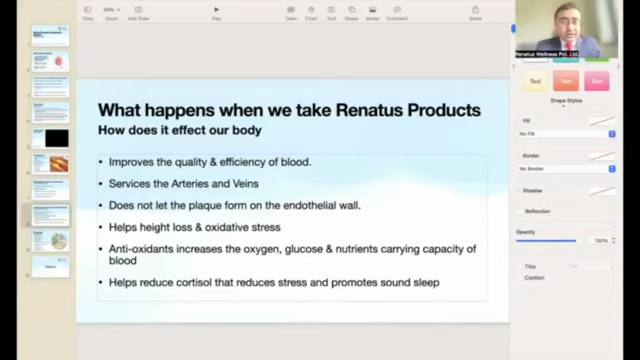 View
Zoom
Add Slide
Play
Table
Chart
Text
Shape
Media
Comment
Share
Renatus Wellness Pvt. Ltd.
What happens when we take Renatus Products
How does it effect our body
• Improves the quality & efficiency of blood.
• Services the Arteries and Veins
• Does not let the plaque form on the endothelial wall.
• Helps height loss & oxidative stress
• Anti-oxidants increases the oxygen, glucose & nutrients carrying capacity of
blood
• Helps reduce cortisol that reduces stress and promotes sound sleep
Text
Text
Text
Shape Styles
Fill
No Fill
Border
No Border
Shadow
Reflection
Opacity
100%
Title
Caption